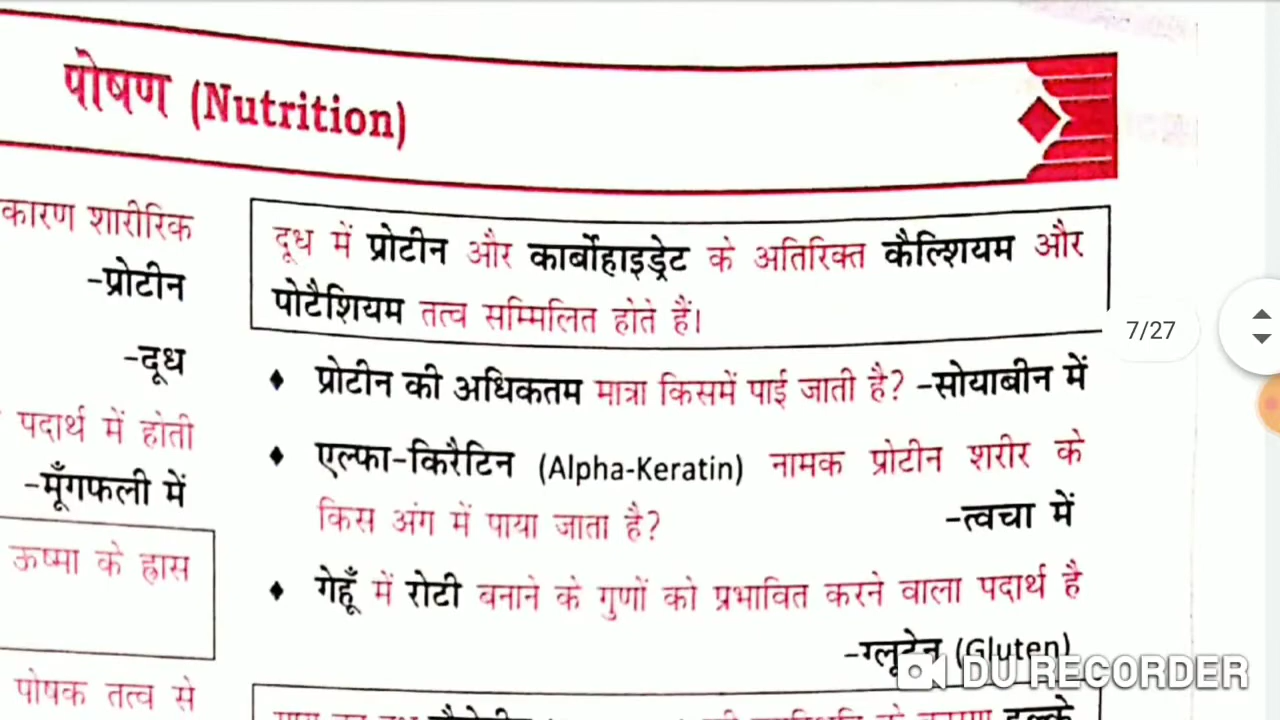 पोषण (Nutrition)
कारण शारीरिक
-प्रोटीन
-दूध
पदार्थ में होती
-मूँगफली में
ऊष्मा के ह्रास
पोषक तत्व से
दूध में प्रोटीन और कार्बोहाइड्रेट के अतिरिक्त कैल्शियम और
पोटैशियम तत्व सम्मिलित होते हैं।
♦ प्रोटीन की अधिकतम मात्रा किसमें पाई जाती है? -सोयाबीन में
♦ एल्फा-किरैटिन (Alpha-Keratin) नामक प्रोटीन शरीर के
किस अंग में पाया जाता है? -त्वचा में
♦ गेहूँ में रोटी बनाने के गुणों को प्रभावित करने वाला पदार्थ है
-ग्लूटेन (Gluten)
7/27
DU RECORDER